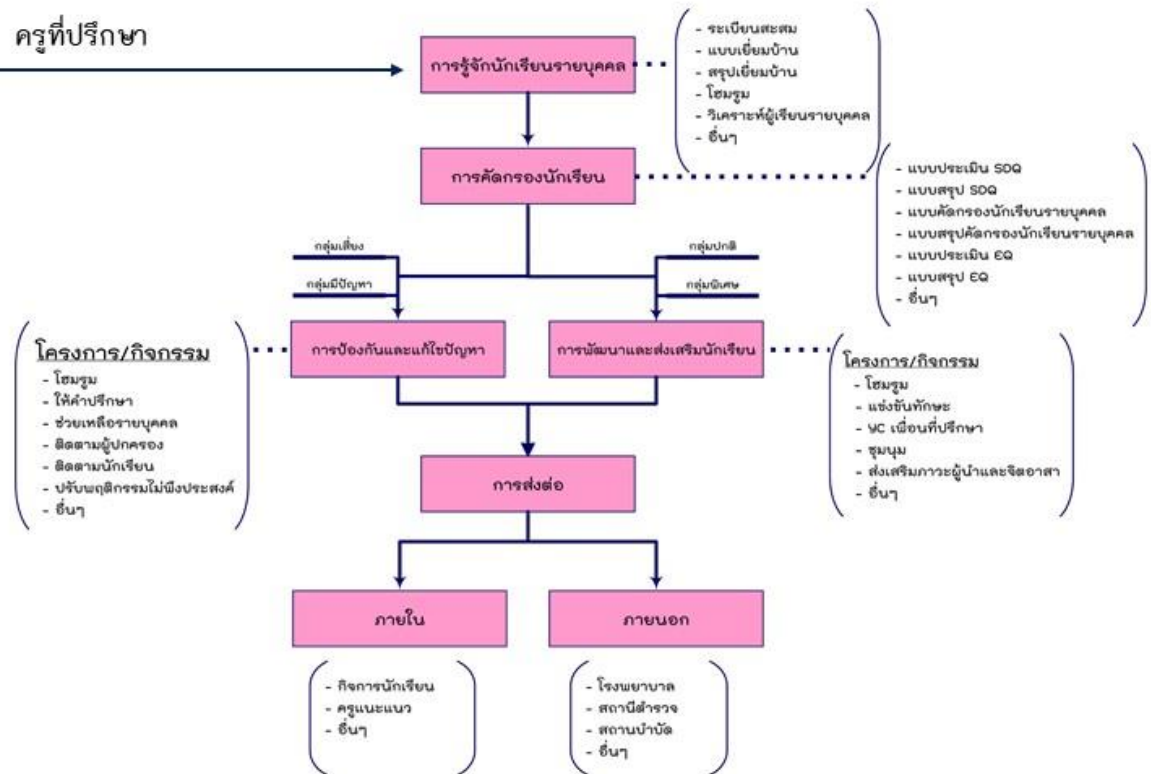 ครูที่ปรึกษา
การรู้จักนักเรียนรายบุคคล
- ระเบียนสะสม
- แบบเยี่ยมบ้าน
- สรุปเยี่ยมบ้าน
- โฮมรูม
- วิเคราะห์ผู้เรียนรายบุคคล
- อื่นๆ
การคัดกรองนักเรียน
- แบบประเมิน SDQ
- แบบสรุป SDQ
- แบบคัดกรองนักเรียนรายบุคคล
- แบบสรุปคัดกรองนักเรียนรายบุคคล
- แบบประเมิน EQ
- แบบสรุป EQ
- อื่นๆ
กลุ่มเสี่ยง
กลุ่มมีปัญหา
กลุ่มปกติ
กลุ่มพิเศษ
การป้องกันและแก้ไขปัญหา
โครงการ/กิจกรรม
- โฮมรูม
- ให้คำปรึกษา
- ช่วยเหลือรายบุคคล
- ติดตามผู้ปกครอง
- ติดตามนักเรียน
- ปรับพฤติกรรมไม่พึงประสงค์
- อื่นๆ
การพัฒนาและส่งเสริมนักเรียน
โครงการ/กิจกรรม
- โฮมรูม
- แข่งขันทักษะ
- YC เพื่อนที่ปรึกษา
- ชุมนุม
- ส่งเสริมภาวะผู้นำและจิตอาสา
- อื่นๆ
การส่งต่อ
ภายใน
- กิจการนักเรียน
- ครูแนะแนว
- อื่นๆ
ภายนอก
- โรงพยาบาล
- สถานีตำรวจ
- สถานบำบัด
- อื่นๆ